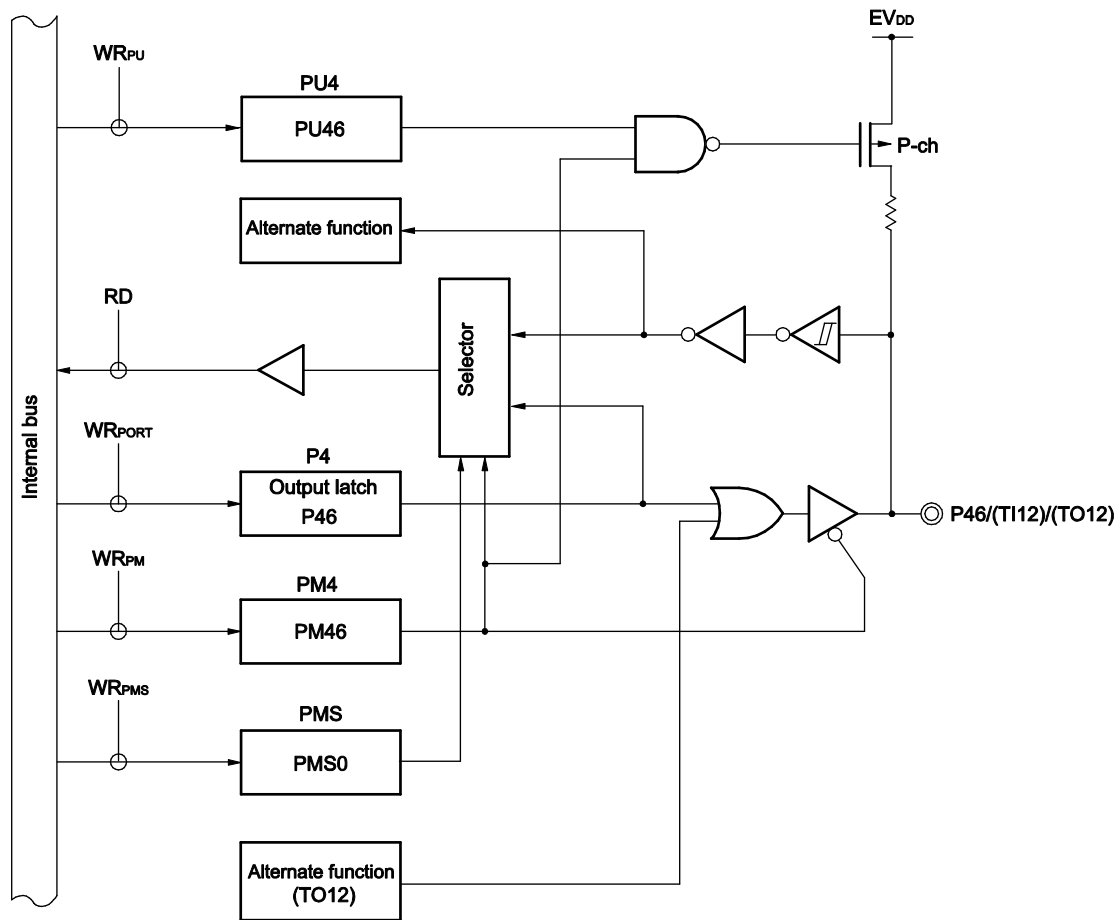 EVDD
WRPU
PU4
PU46
P-ch
Alternate function
RD
Selector
Internal bus
WRPORT
P4
Output latch
P46
P46/(TI12)/(TO12)
WRPM
PM4
PM46
WRPMS
PMS
PMS0
Alternate function
(TO12)